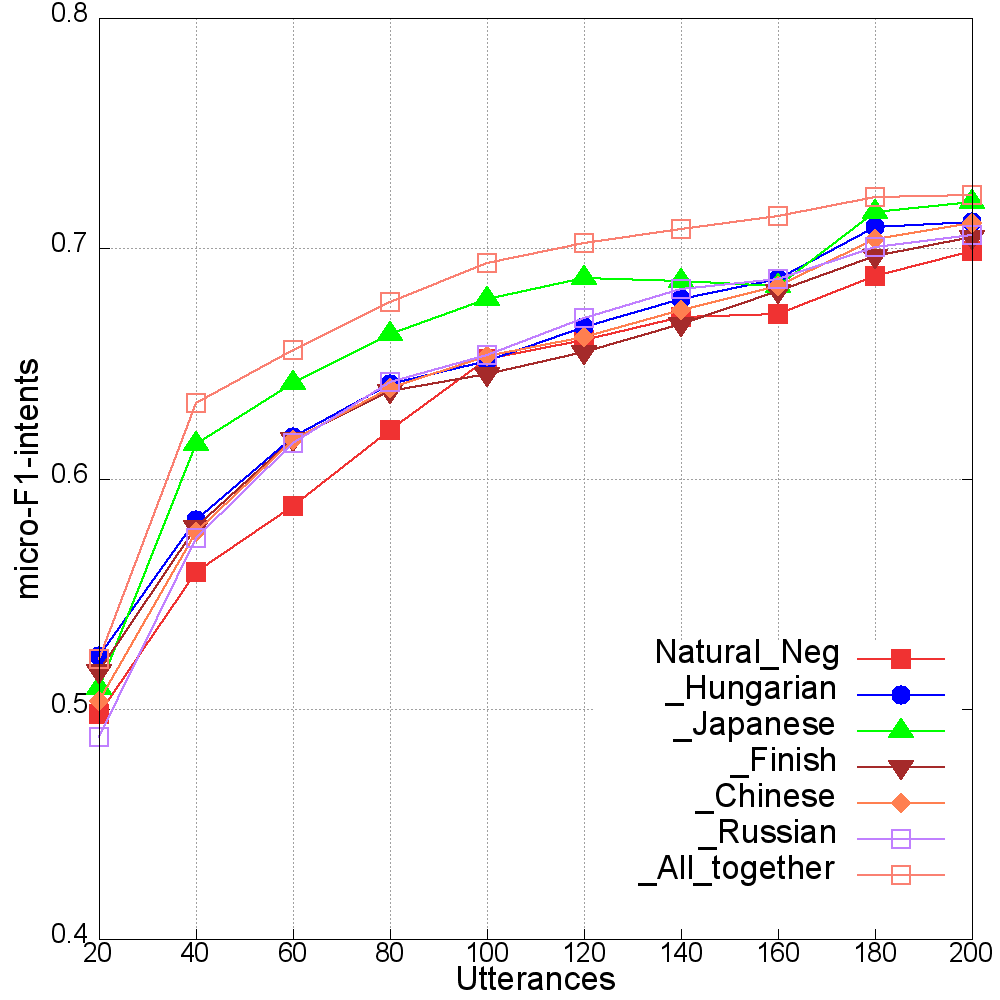 0.8
0.7
0.6
0.5
0.4
micro-F1-intents
Natural_Neg
_Hungarian
_Japanese
_Finish
_Chinese
_Russian
_All_together
20 40 60 80 100 120 140 160 180 200
Utterances